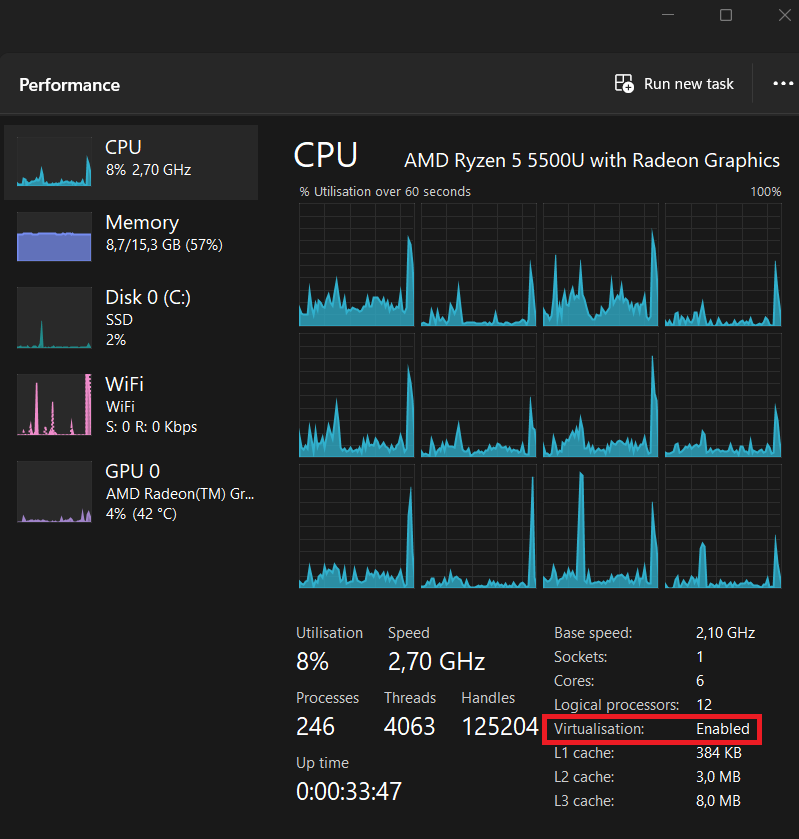 Performance
Run new task
CPU
8% 2,70 GHz
Memory
8,7/15,3 GB (57%)
Disk 0 (C:)
SSD
2%
WiFi
WiFi
S: 0 R: 0 Kbps
GPU 0
AMD Radeon(TM) Gr...
4% (42 °C)
CPU
AMD Ryzen 5 5500U with Radeon Graphics
% Utilisation over 60 seconds
100%
Utilisation
Speed
8%
2,70 GHz
Processes
Threads
Handles
246
4063
125204
Up time
0:00:33:47
Base speed: 2,10 GHz
Sockets: 1
Cores: 6
Logical processors: 12
Virtualisation: Enabled
L1 cache: 384 KB
L2 cache: 3,0 MB
L3 cache: 8,0 MB